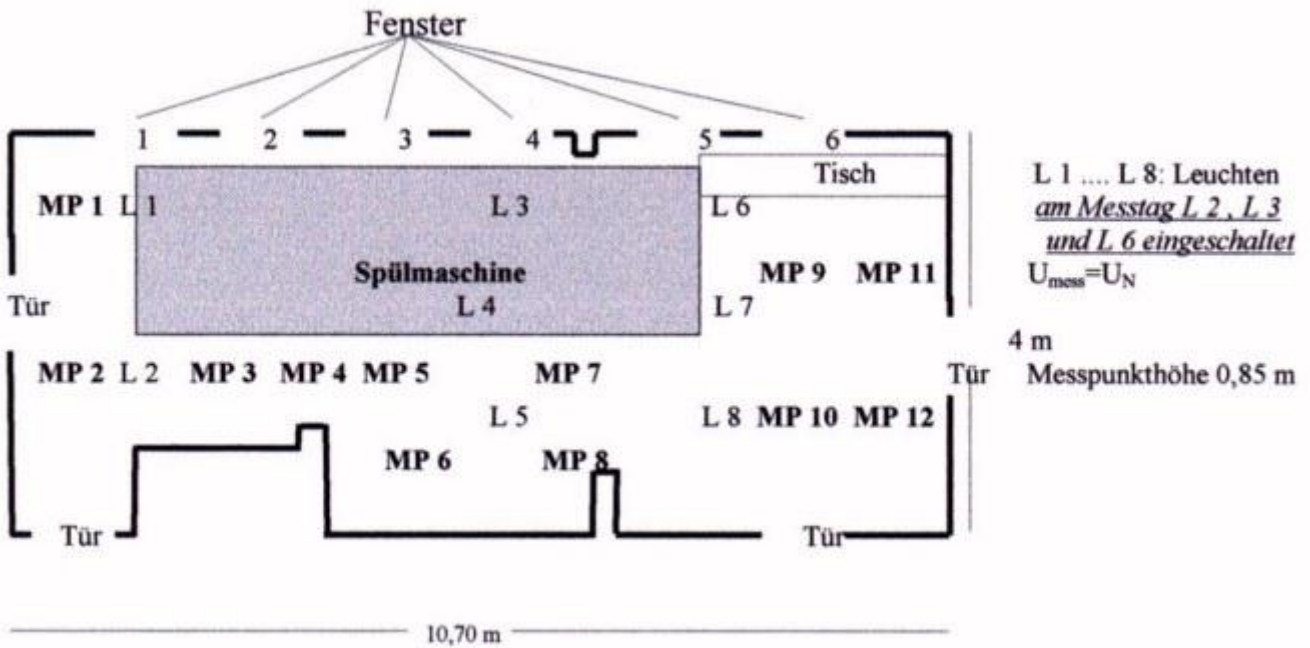 Fenster
1 2 3 4 5 6
Tisch
MP 1 L 1 L 3 L 6
L 1 .... L 8: Leuchten
am Messtag L 2 , L 3
und L 6 eingeschaltet
Umess=UN
Spülmaschine MP 9 MP 11
Tür L 4 L 7
4 m
MP 2 L 2 MP 3 MP 4 MP 5 MP 7 Tür Messpunkthöhe 0,85 m
L 5 L 8 MP 10 MP 12
MP 6 MP 8
Tür Tür
10,70 m